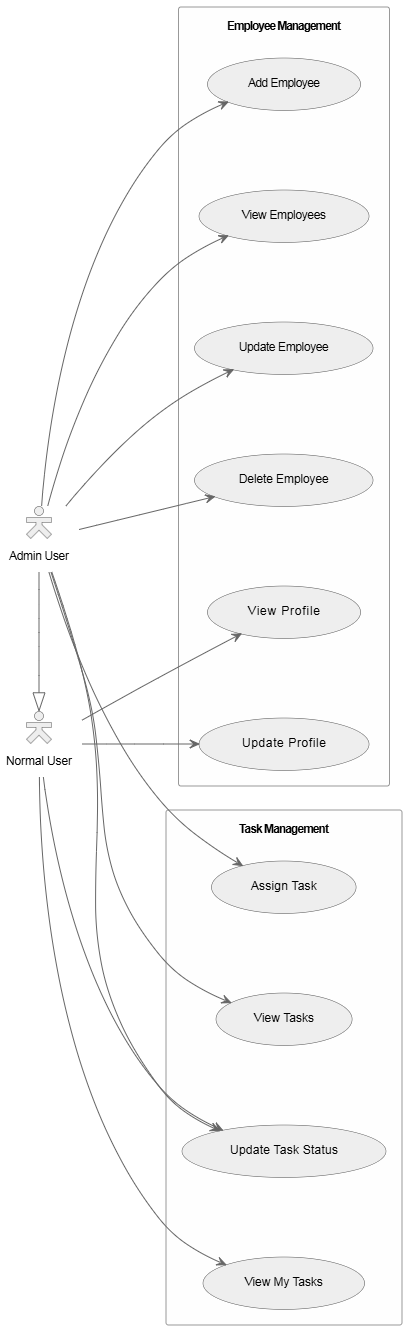 Employee Management
Add Employee
View Employees
Update Employee
Delete Employee
Admin User
View Profile
Normal User
Update Profile
Task Management
Assign Task
View Tasks
Update Task Status
View My Tasks